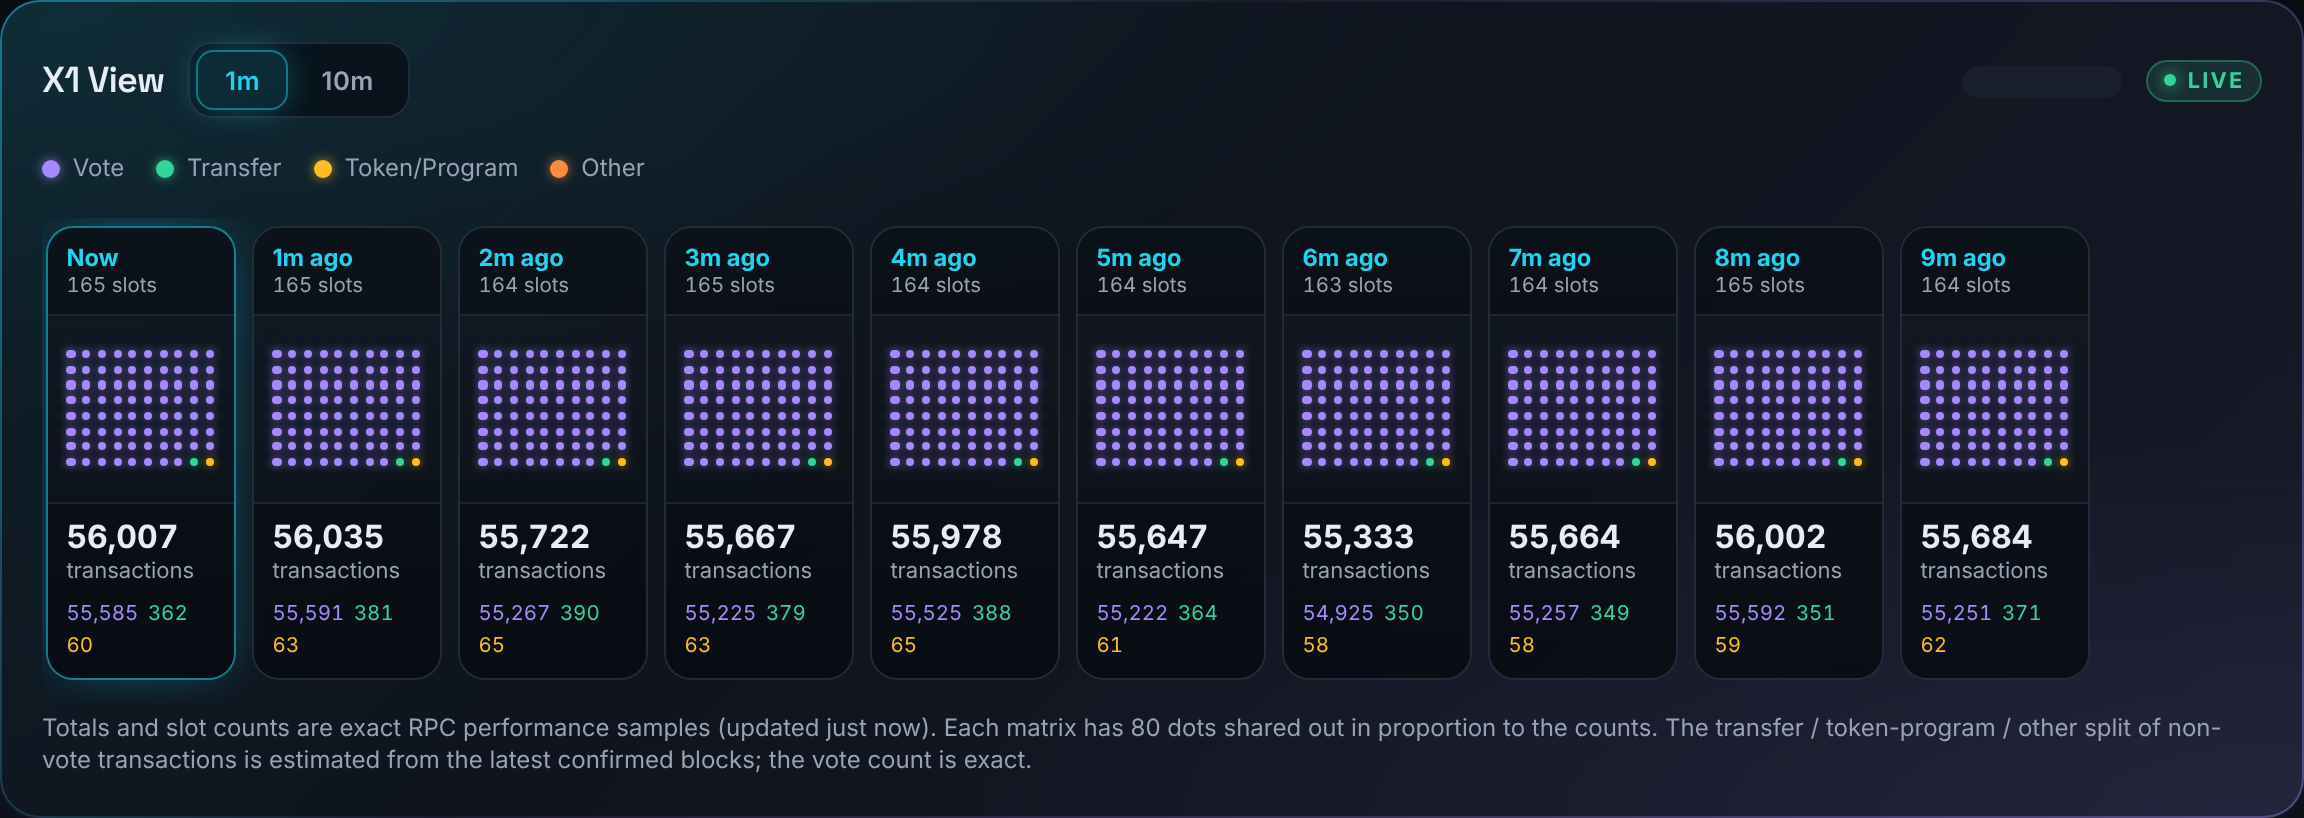 X1 View
1m
10m
LIVE
Vote
Transfer
Token/Program
Other
Now
165 slots
56,007
transactions
55,585 362
60
1m ago
165 slots
56,035
transactions
55,591 381
63
2m ago
164 slots
55,722
transactions
55,267 390
65
3m ago
165 slots
55,667
transactions
55,225 379
63
4m ago
164 slots
55,978
transactions
55,525 388
65
5m ago
164 slots
55,647
transactions
55,222 364
61
6m ago
163 slots
55,333
transactions
54,925 350
58
7m ago
164 slots
55,664
transactions
55,257 349
58
8m ago
165 slots
56,002
transactions
55,592 351
59
9m ago
164 slots
55,684
transactions
55,251 371
62
Totals and slot counts are exact RPC performance samples (updated just now). Each matrix has 80 dots shared out in proportion to the counts. The transfer / token-program / other split of non-
vote transactions is estimated from the latest confirmed blocks; the vote count is exact.